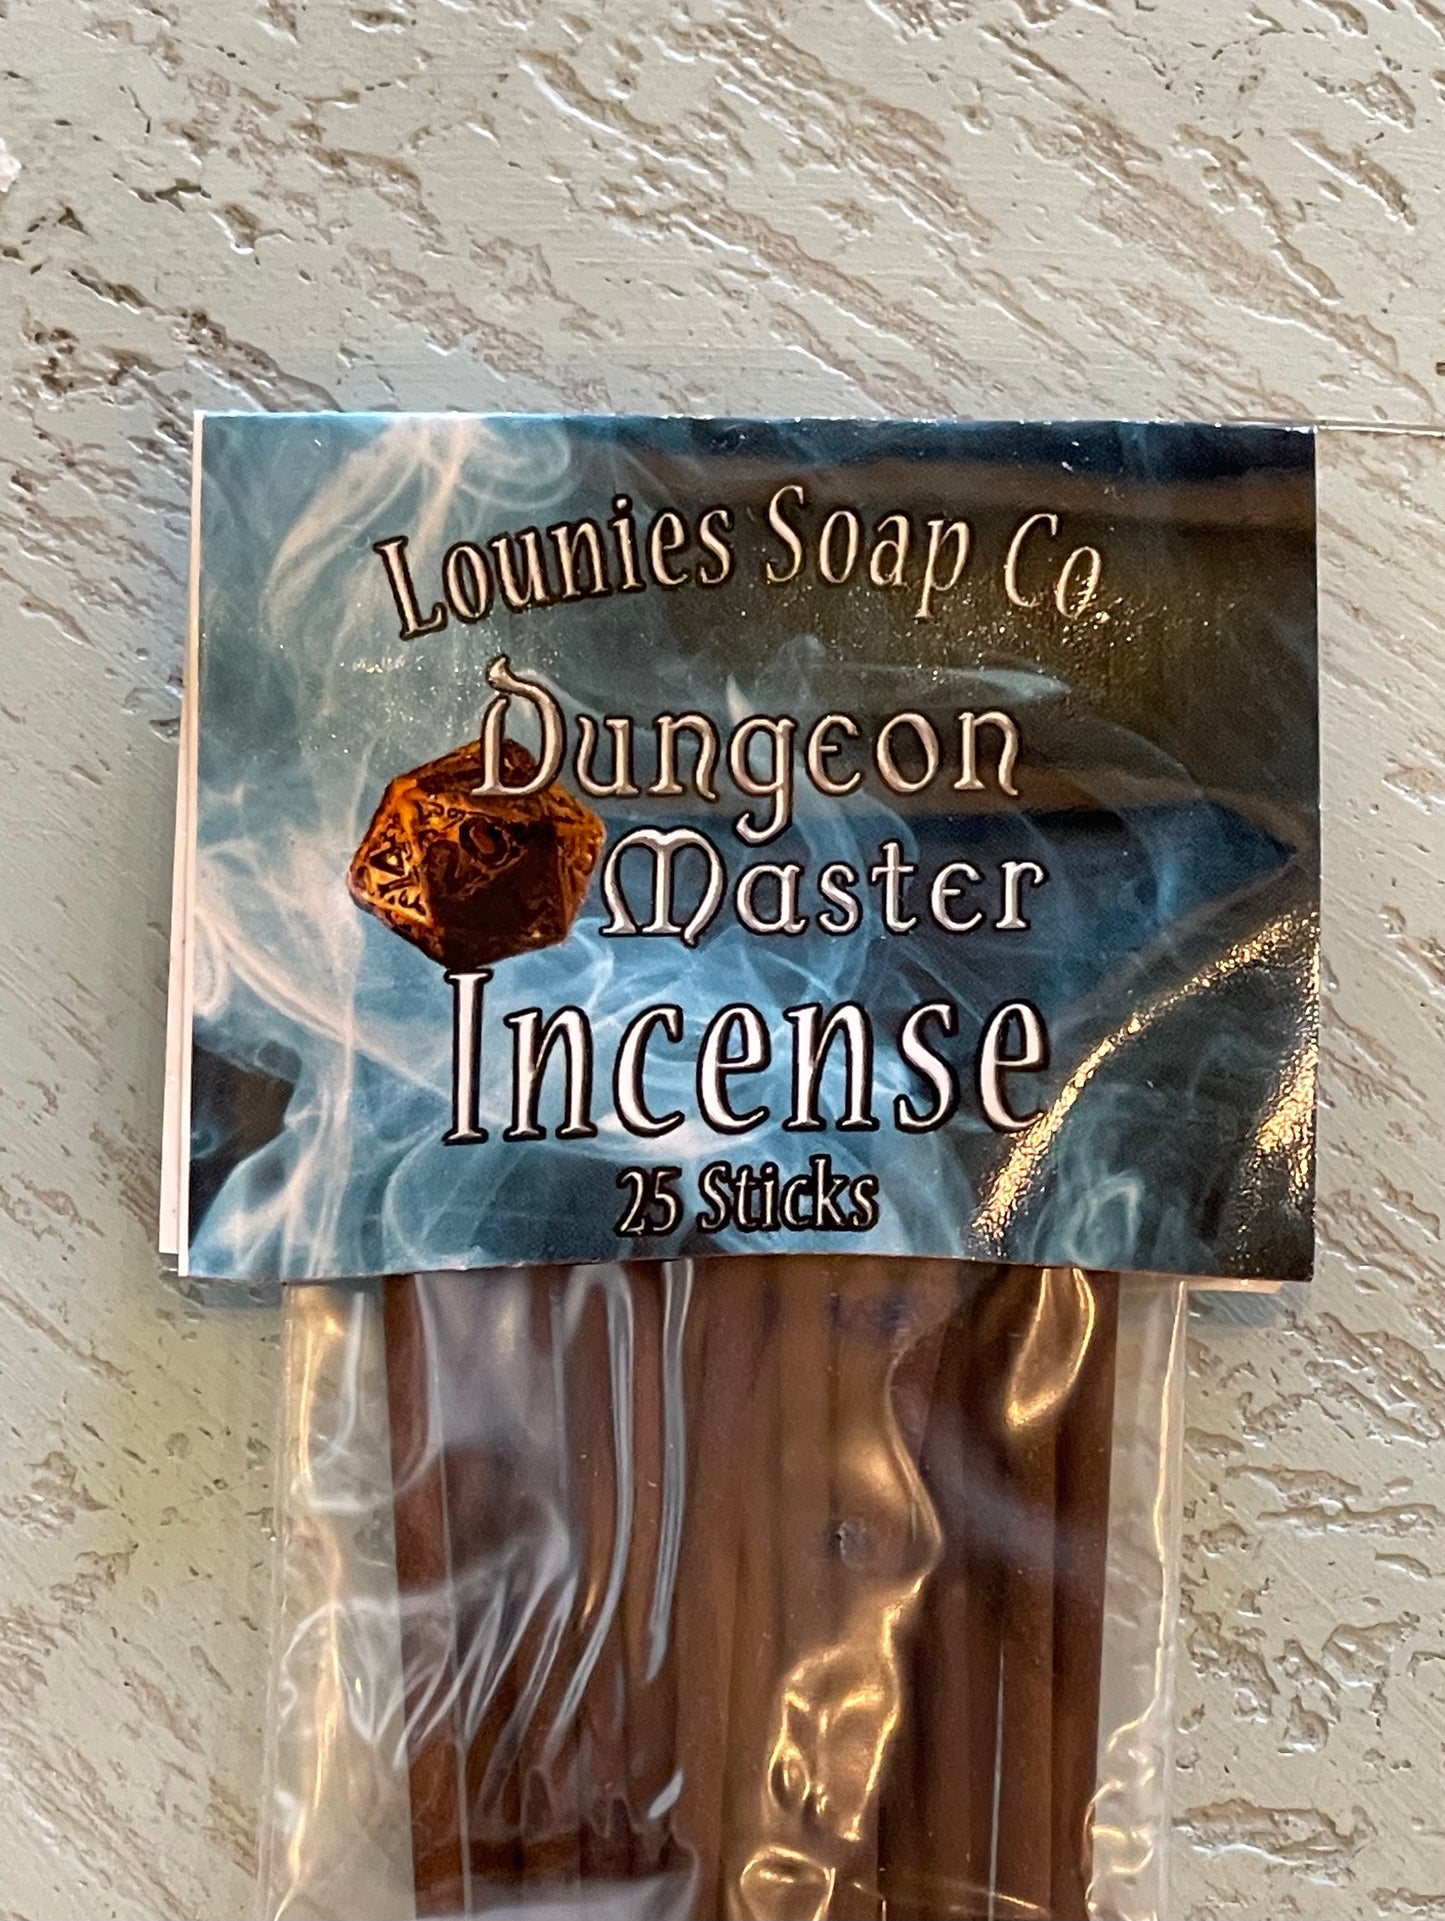 Lounies Soap Co.
Dungeon
Master
Incense
25 Sticks